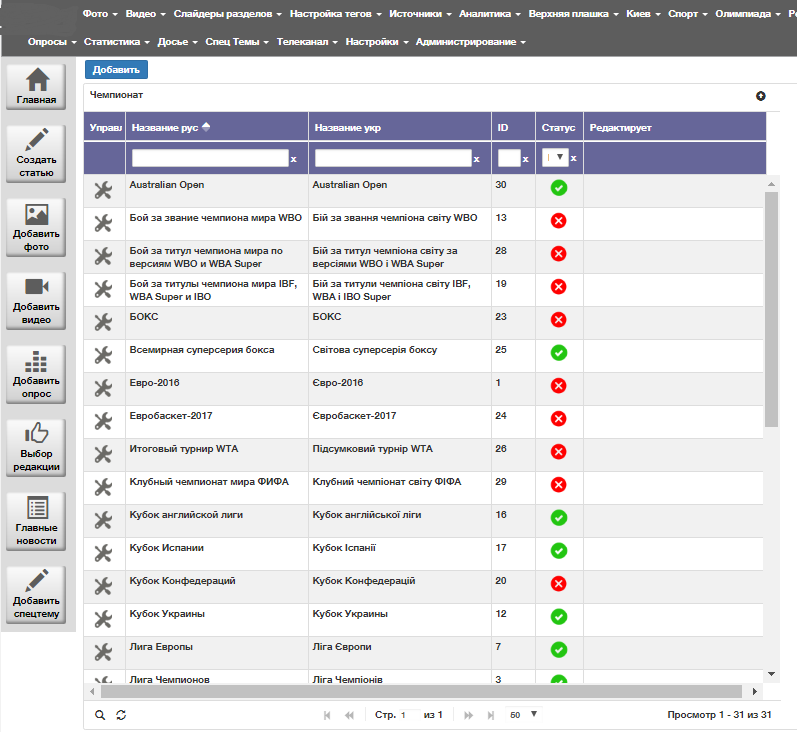 Фото Видео Слайдеры разделов Настройка тегов Источники Аналитика Верхняя плашка Киев Спорт Олимпиада
Опросы Статистика Досье Спец Темы Телеканал Настройки Администрирование
Главная
Создать
статью
Добавить
фото
Добавить
видео
Добавить
опрос
Выбор
редакции
Главные
новости
Добавить
спецтему
Добавить
Чемпионат
Управл Название рус Название укр ID Статус Редактирует
x x x x
Australian Open Australian Open 30
Бой за звание чемпиона мира WBO Бій за звання чемпіона світу WBO 13
Бой за титул чемпиона мира по Бій за титул чемпіона світу за 28
версиям WBO и WBA Super версіями WBO і WBA Super
Бой за титулы чемпиона мира IBF, Бій за титули чемпіона світу IBF, 19
WBA Super и IBO WBA і IBO Super
БОКС БОКС 23
Всемирная суперсерия бокса Світова суперсерія боксу 25
Евро-2016 Євро-2016 1
Евробаскет-2017 Євробаскет-2017 24
Итоговый турнир WTA Підсумковий турнір WTA 26
Клубный чемпионат мира ФИФА Клубний чемпіонат світу ФІФА 29
Кубок английской лиги Кубок англійської ліги 16
Кубок Испании Кубок Іспанії 17
Кубок Конфедераций Кубок Конфедерацій 20
Кубок Украины Кубок Украины 12
Лига Европы Ліга Європи 7
Лига Чемпионов Ліга Чемпіонів 3
Стр. 1 из 1 50 Просмотр 1 - 31 из 31